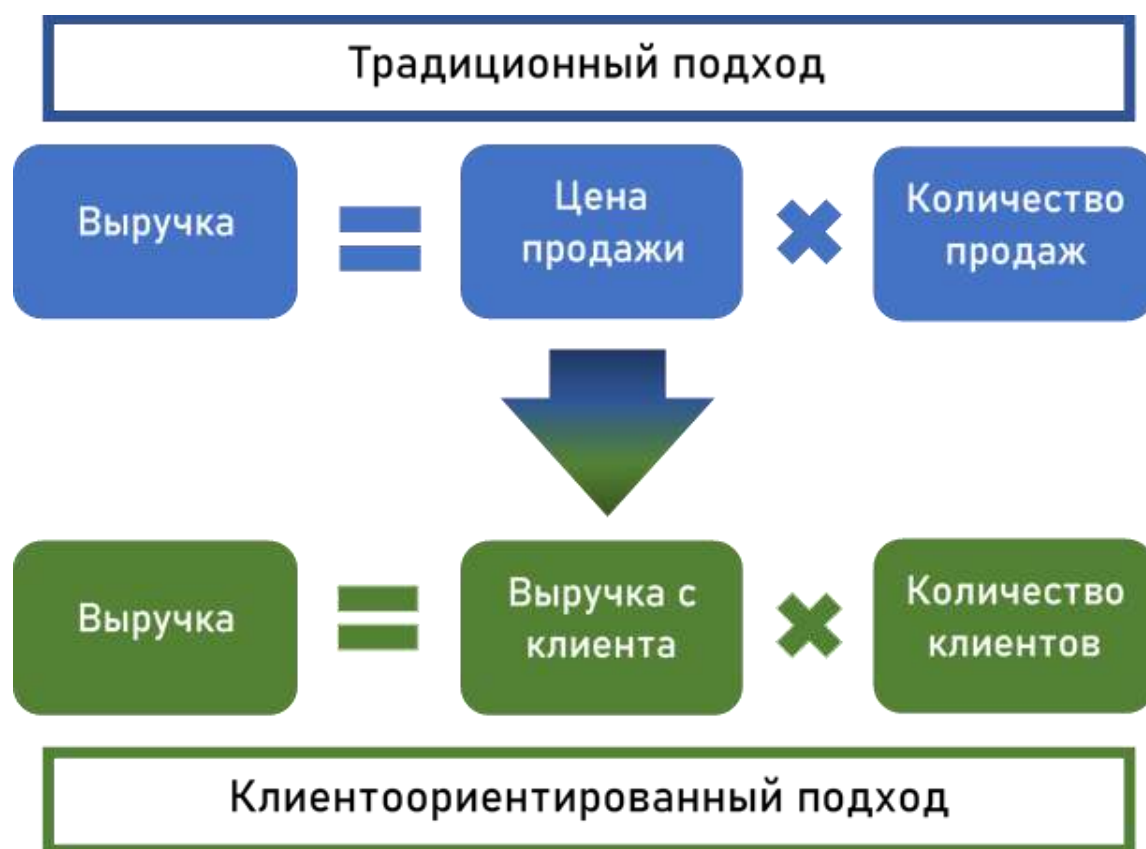 Традиционный подход
Выручка
Цена
продажи
Количество
продаж
Выручка
Выручка с
клиента
Количество
клиентов
Клиентоориентированный подход